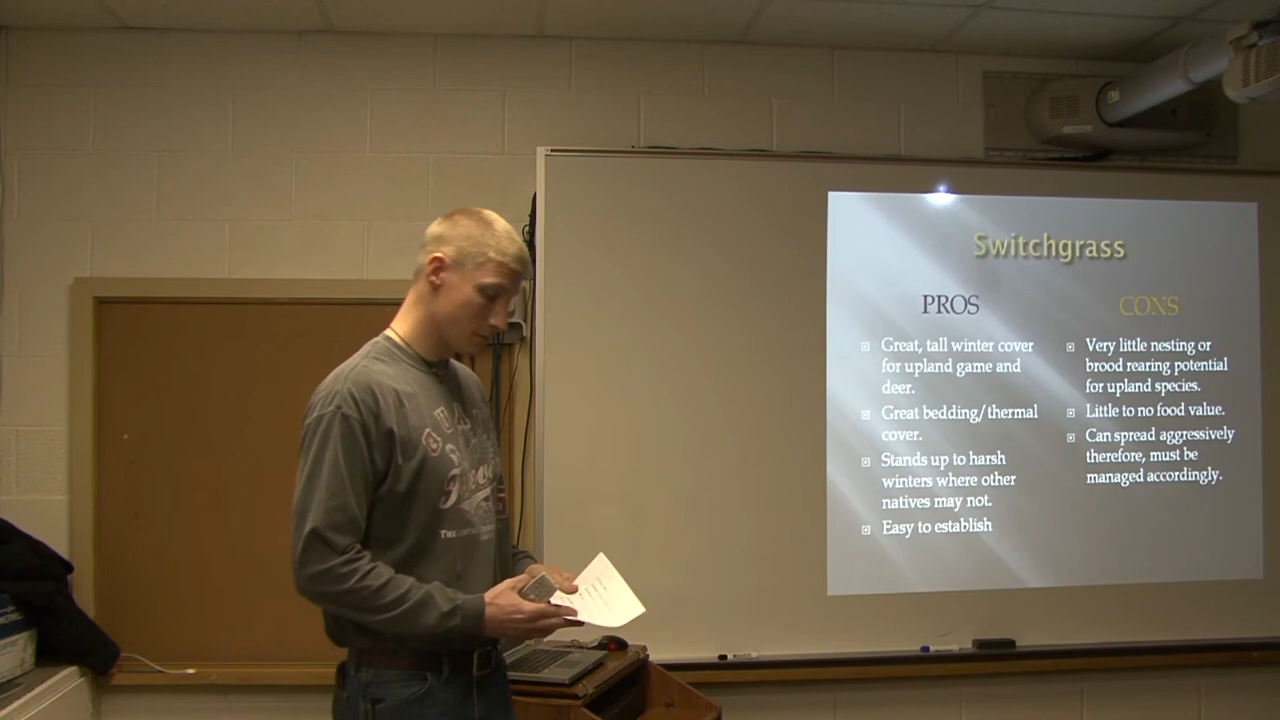 Switchgrass
PROS
Great, tall winter cover
for upland game and
deer.
Great bedding/thermal
cover.
Stands up to harsh
winters where other
natives may not.
Easy to establish
CONS
Very little nesting or
brood rearing potential
for upland species.
Little to no food value.
Can spread aggressively
therefore, must be
managed accordingly.